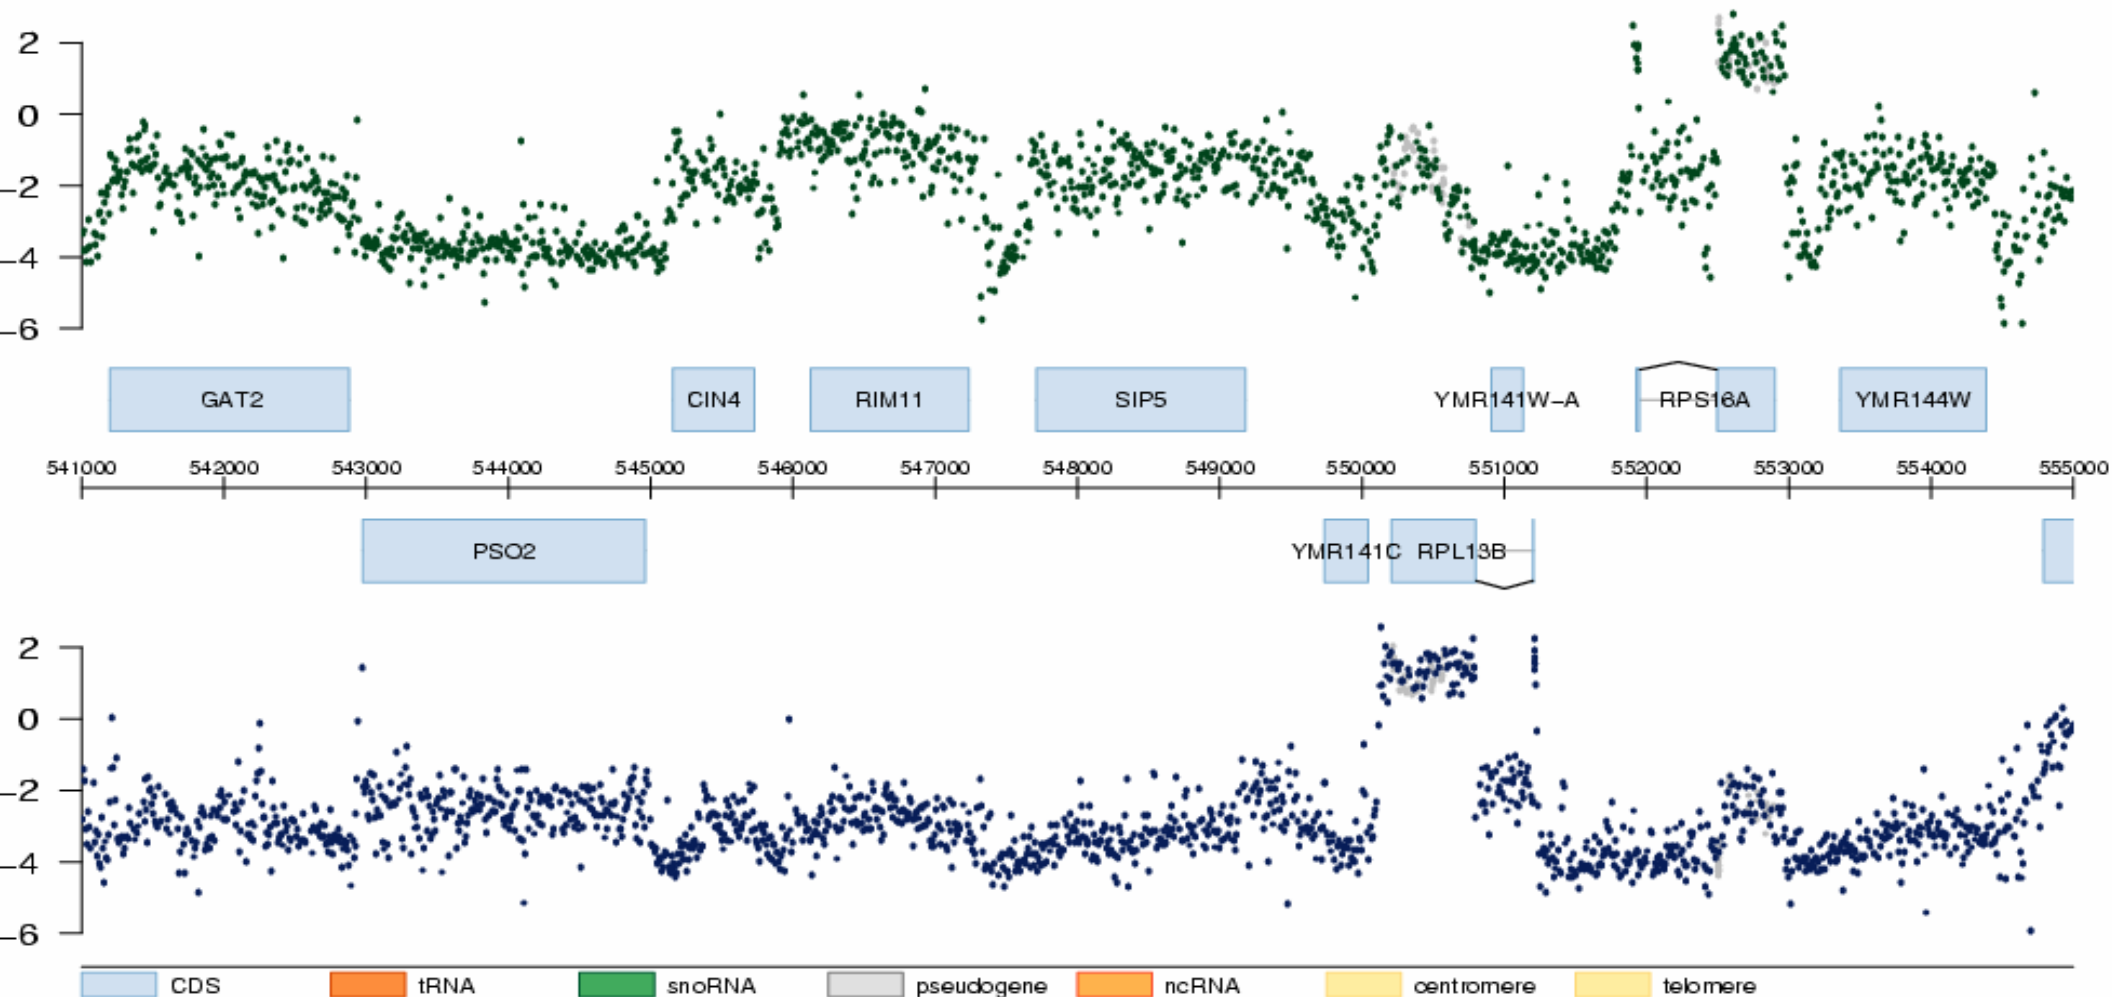 2
0
−2
−4
−6
GAT2 CIN4 RIM11 SIP5 YMR141W−A RPS16A YMR144W
541000 542000 543000 544000 545000 546000 547000 548000 549000 550000 551000 552000 553000 554000 555000
PSO2 YMR141C RPL13B
2
0
−2
−4
−6
CDS tRNA snoRNA pseudogene ncRNA centromere telomere